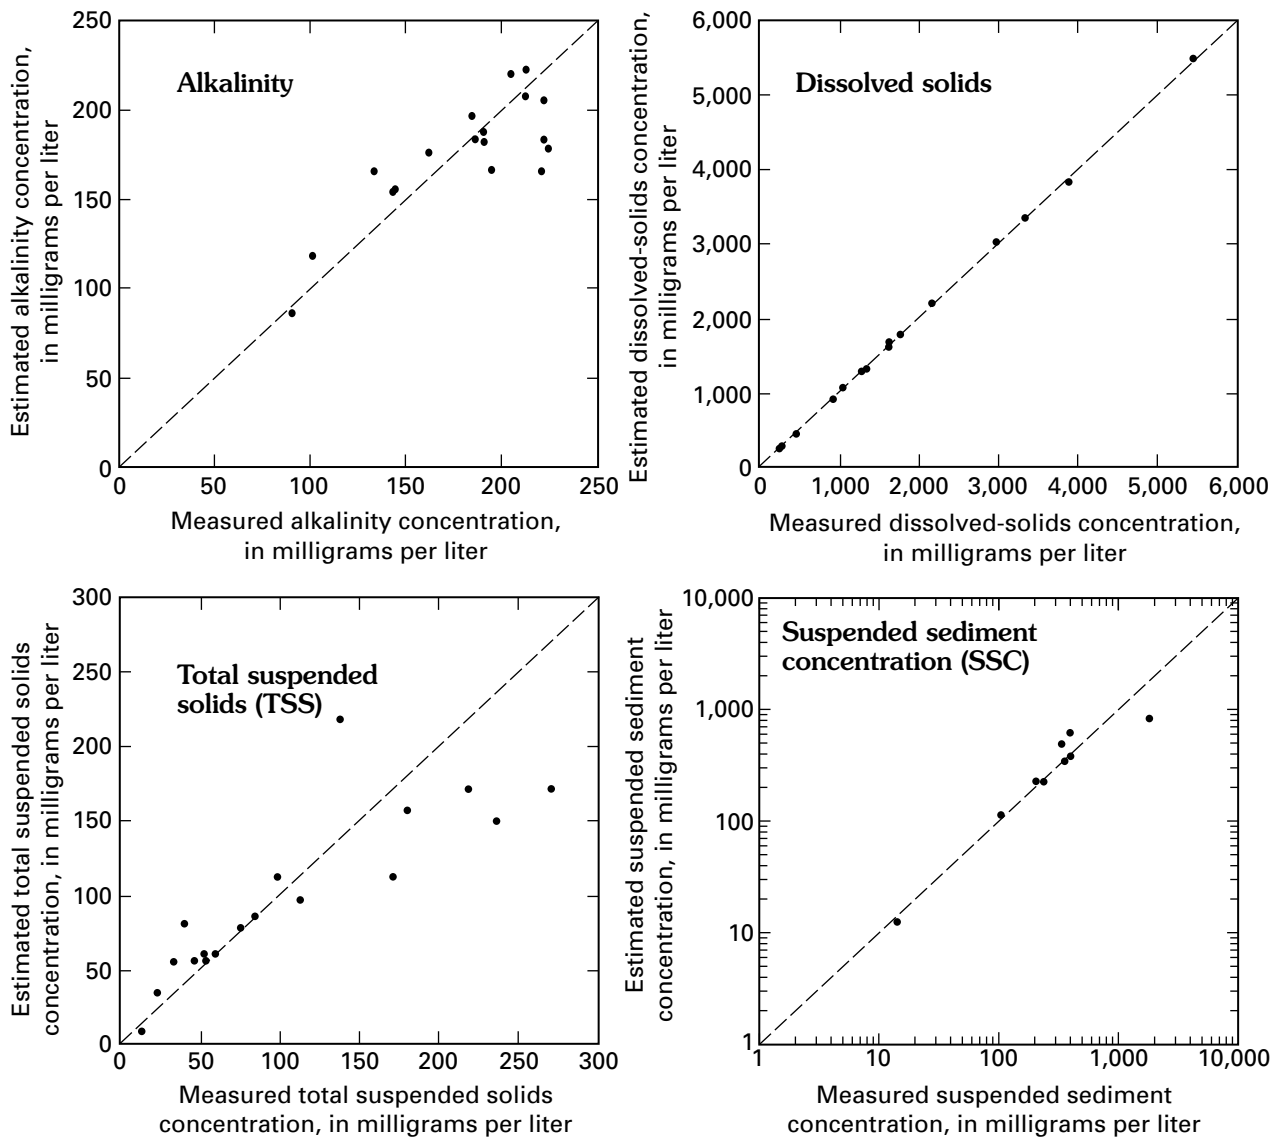 Estimated alkalinity concentration,
in milligrams per liter
250
200
150
100
50
0
Alkalinity
0 50 100 150 200 250
Measured alkalinity concentration,
in milligrams per liter
Estimated dissolved-solids concentration,
in milligrams per liter
6,000
5,000
4,000
3,000
2,000
1,000
0
Dissolved solids
0 1,000 2,000 3,000 4,000 5,000 6,000
Measured dissolved-solids concentration,
in milligrams per liter
Estimated total suspended solids
concentration, in milligrams per liter
300
250
200
150
100
50
0
Total suspended
solids (TSS)
0 50 100 150 200 250 300
Measured total suspended solids
concentration, in milligrams per liter
Estimated suspended sediment
concentration, in milligrams per liter
10,000
1,000
100
10
1
Suspended sediment
concentration (SSC)
1 10 100 1,000 10,000
Measured suspended sediment
concentration, in milligrams per liter